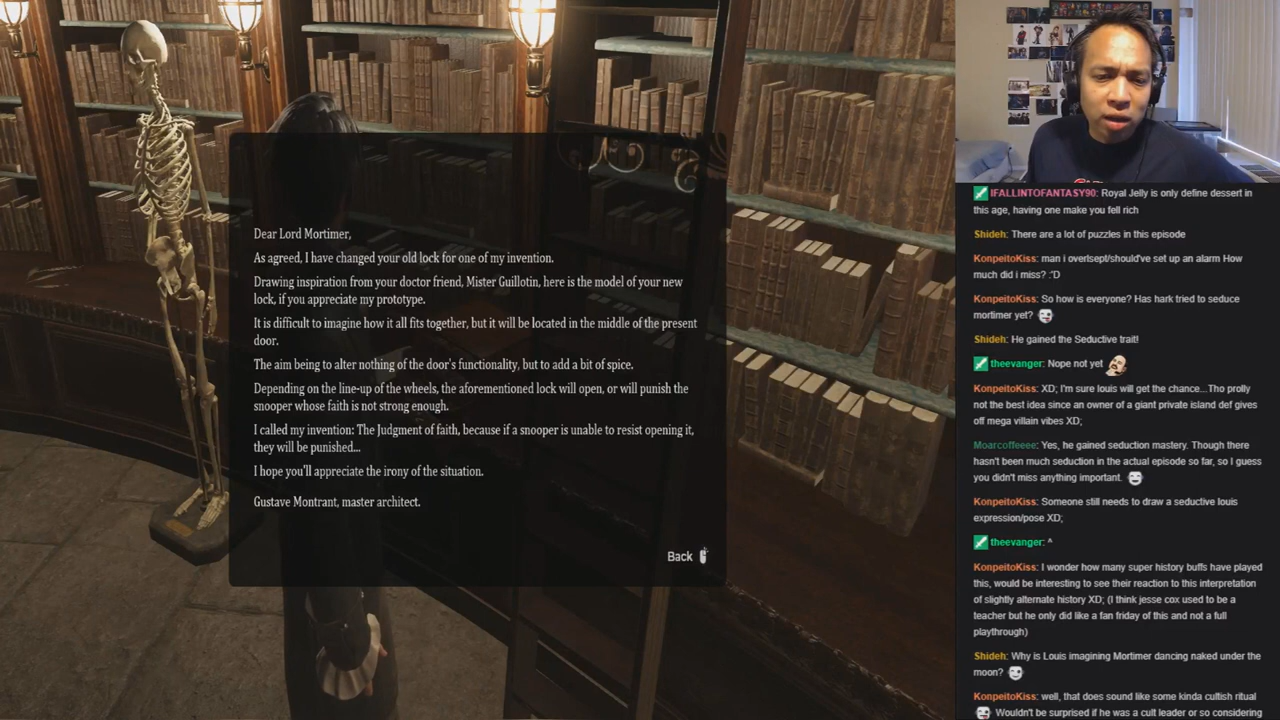 Dear Lord Mortimer,
As agreed, I have changed your old lock for one of my invention.
Drawing inspiration from your doctor friend, Mister Guillotin, here is the model of your new
lock, if you appreciate my prototype.
It is difficult to imagine how it all fits together, but it will be located in the middle of the present
door.
The aim being to alter nothing of the door's functionality, but to add a bit of spice.
Depending on the line-up of the wheels, the aforementioned lock will open, or will punish the
snooper whose faith is not strong enough.
I called my invention: The Judgment of faith, because if a snooper is unable to resist opening it,
they will be punished...
I hope you'll appreciate the irony of the situation.
Gustave Montrant, master architect.
Back
IFALLINTOFANTASY90: Royal Jelly is only define dessert in
this age, having one make you fell rich
Shideh: There are a lot of puzzles in this episode
KonpeitoKiss: man i overlsept/should've set up an alarm How
much did i miss? :'D
KonpeitoKiss: So how is everyone? Has hark tried to seduce
mortimer yet?
Shideh: He gained the Seductive trait!
theevanger: Nope not yet
KonpeitoKiss: XD; I'm sure louis will get the chance...Tho prolly
not the best idea since an owner of a giant private island def gives
off mega villain vibes XD;
Moarcoffeeee: Yes, he gained seduction mastery. Though there
hasn't been much seduction in the actual episode so far, so I guess
you didn't miss anything important.
KonpeitoKiss: Someone still needs to draw a seductive louis
expression/pose XD;
theevanger: ^
KonpeitoKiss: I wonder how many super history buffs have played
this, would be interesting to see their reaction to this interpretation
of slightly alternate history XD; (I think jesse cox used to be a
teacher but he only did like a fan friday of this and not a full
playthrough)
Shideh: Why is Louis imagining Mortimer dancing naked under the
moon?
KonpeitoKiss: well, that does sound like some kinda cultish ritual
Wouldn't be surprised if he was a cult leader or so considering